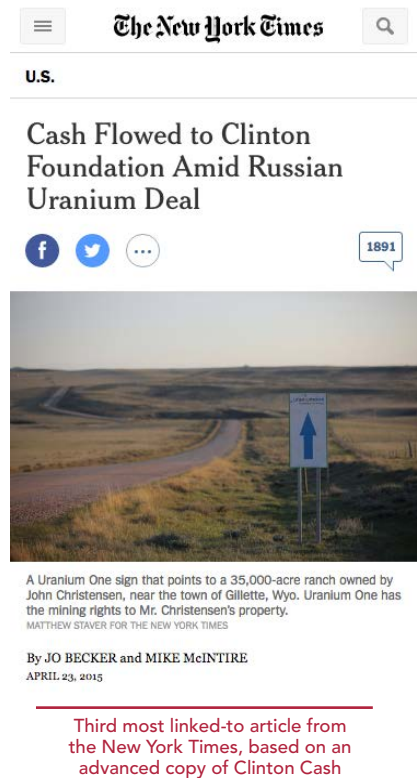 The New York Times
U.S.
Cash Flowed to Clinton
Foundation Amid Russian
Uranium Deal
1891
A Uranium One sign that points to a 35,000-acre ranch owned by
John Christensen, near the town of Gillette, Wyo. Uranium One has
the mining rights to Mr. Christensen's property.
MATTHEW STAVER FOR THE NEW YORK TIMES
By JO BECKER and MIKE McINTIRE
APRIL 23, 2015
Third most linked-to article from
the New York Times, based on an
advanced copy of Clinton Cash